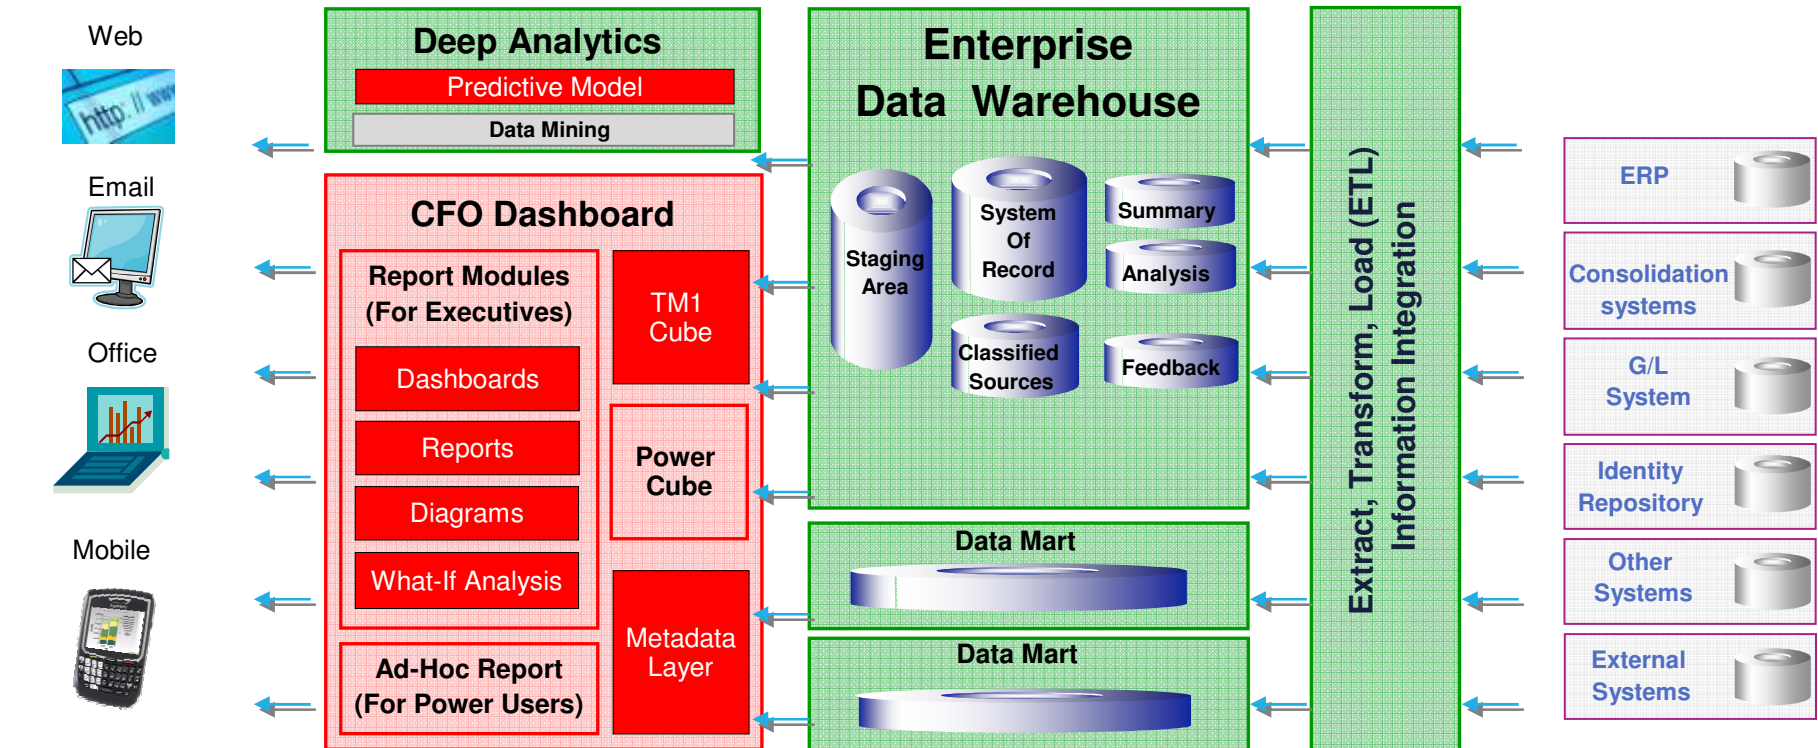 Web
http: // www
Email
Office
Mobile
Deep Analytics
Predictive Model
Data Mining
CFO Dashboard
Report Modules
(For Executives)
Dashboards
Reports
Diagrams
What-If Analysis
Ad-Hoc Report
(For Power Users)
TM1
Cube
Power
Cube
Metadata
Layer
Enterprise
Data Warehouse
Staging
Area
System
Of
Record
Classified
Sources
Summary
Analysis
Feedback
Data Mart
Data Mart
Extract, Transform, Load (ETL)
Information Integration
ERP
Consolidation
systems
G/L
System
Identity
Repository
Other
Systems
External
Systems